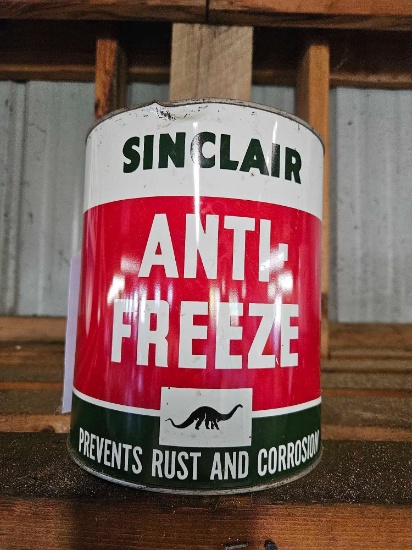 SINCLAIR
ANTI-
FREEZE
PREVENTS RUST AND CORROSION